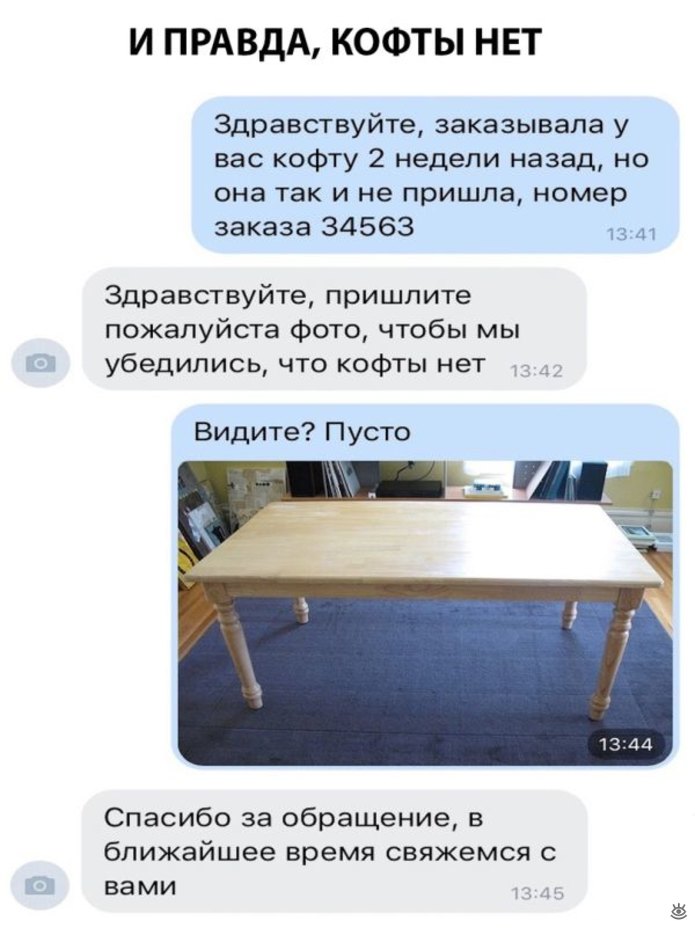 И ПРАВДА, КОФТЫ НЕТ
Здравствуйте, заказывала у
вас кофту 2 недели назад, но
она так и не пришла, номер
заказа 34563
13:41
Здравствуйте, пришлите
пожалуйста фото, чтобы мы
убедились, что кофты нет
13:42
Видите? Пусто
13:44
Спасибо за обращение, в
ближайшее время свяжемся с
вами
13:45